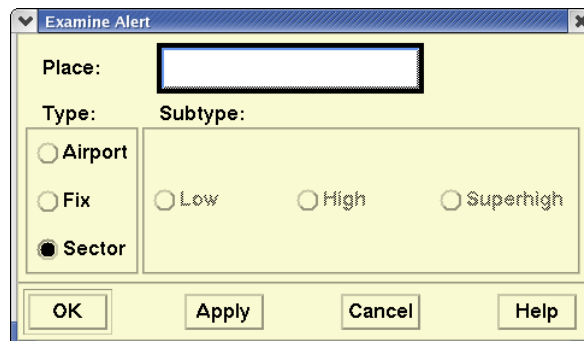 Examine Alert
Place:
Type: Subtype:
Airport
Fix
Low High Superhigh
Sector
OK Apply Cancel Help